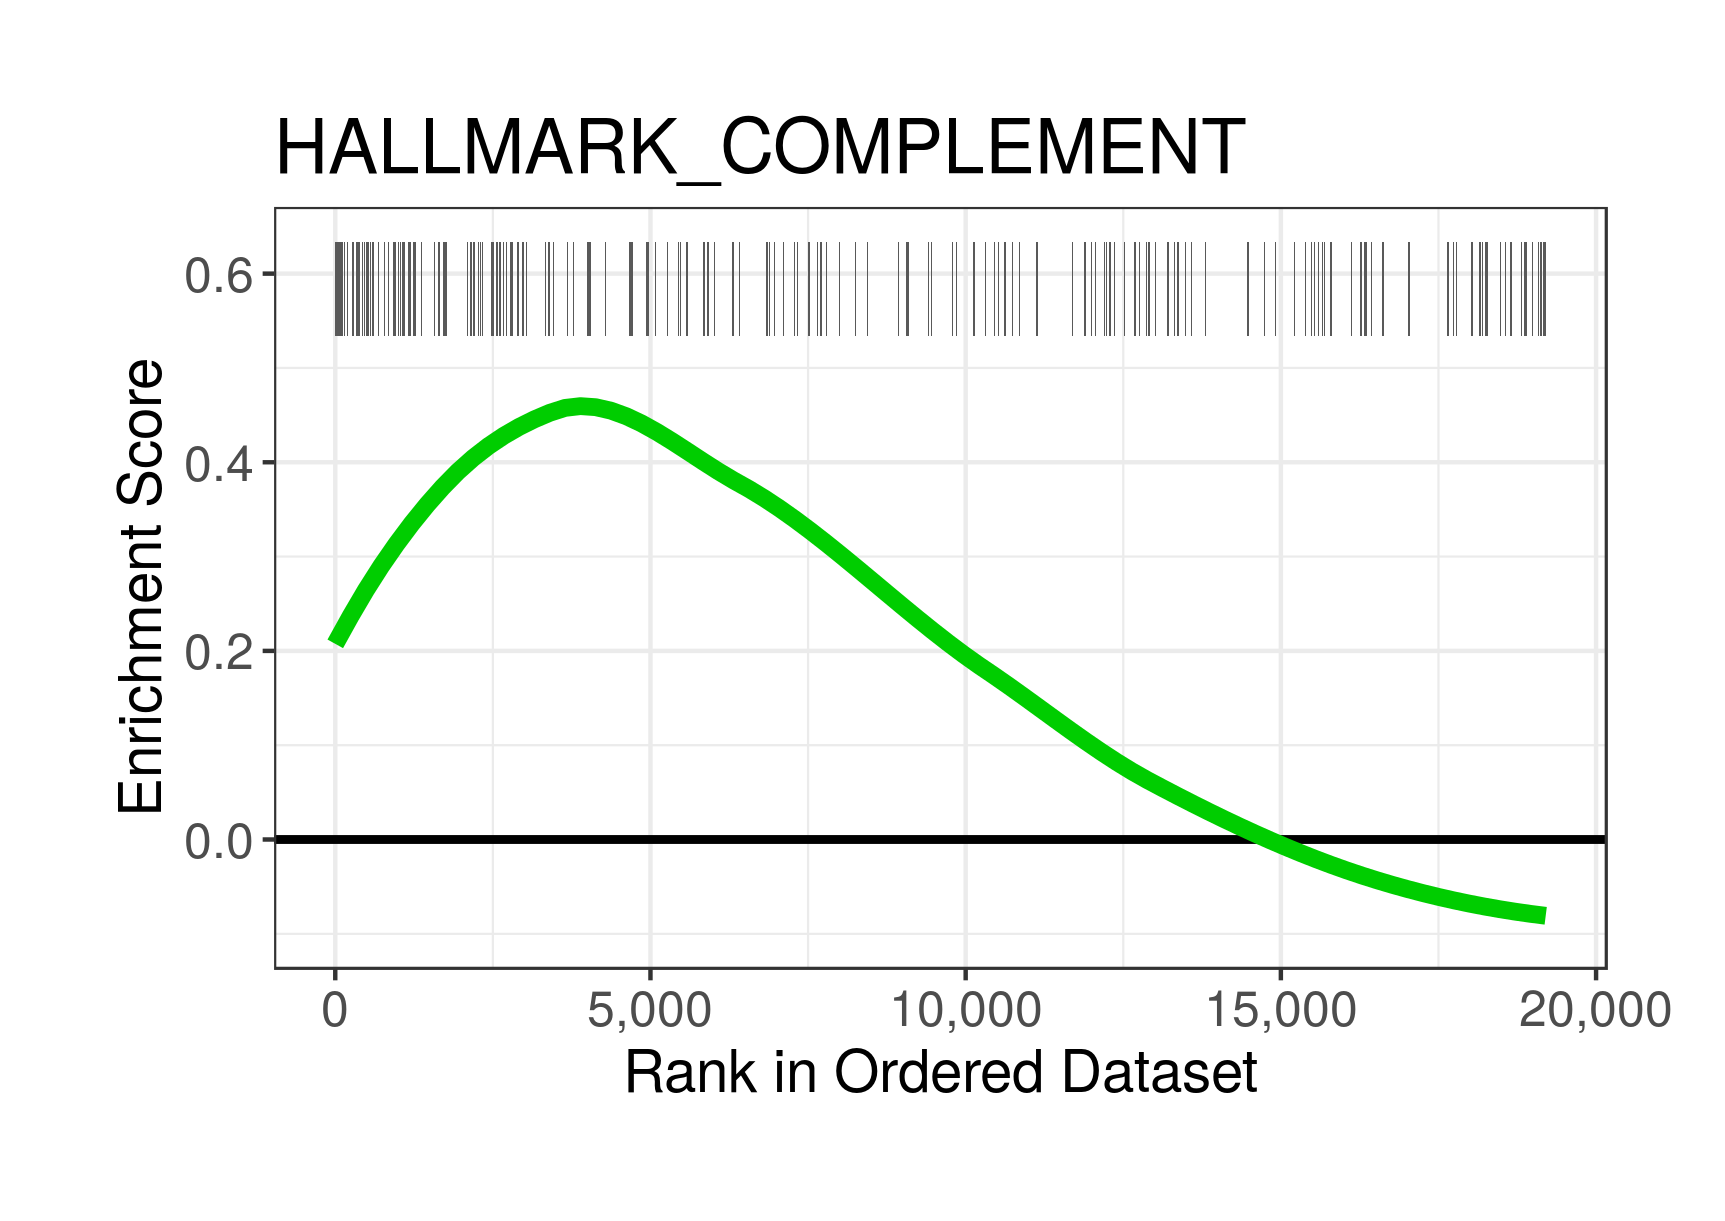 HALLMARK_COMPLEMENT
Enrichment Score
0.6
0.4
0.2
0.0
0 5,000 10,000 15,000 20,000
Rank in Ordered Dataset